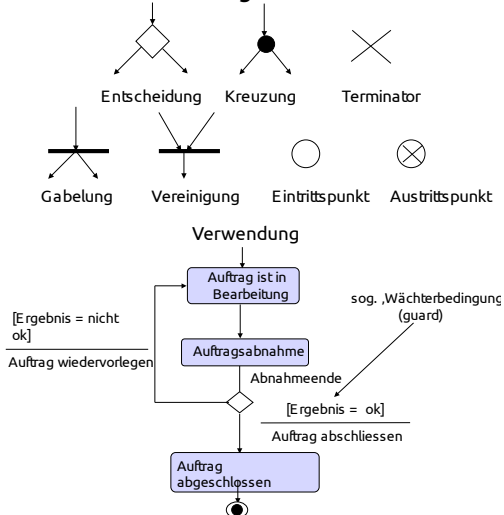 Entscheidung Kreuzung Terminator
Gabelung Vereinigung Eintrittspunkt Austrittspunkt
Verwendung
Auftrag ist in
Bearbeitung
sog. ‚Wächterbedingung
(guard)
[Ergebnis = nicht
ok]
Auftrag wiedervorlegen
Auftragsabnahme
Abnahmeende
[Ergebnis = ok]
Auftrag abschliessen
Auftrag
abgeschlossen